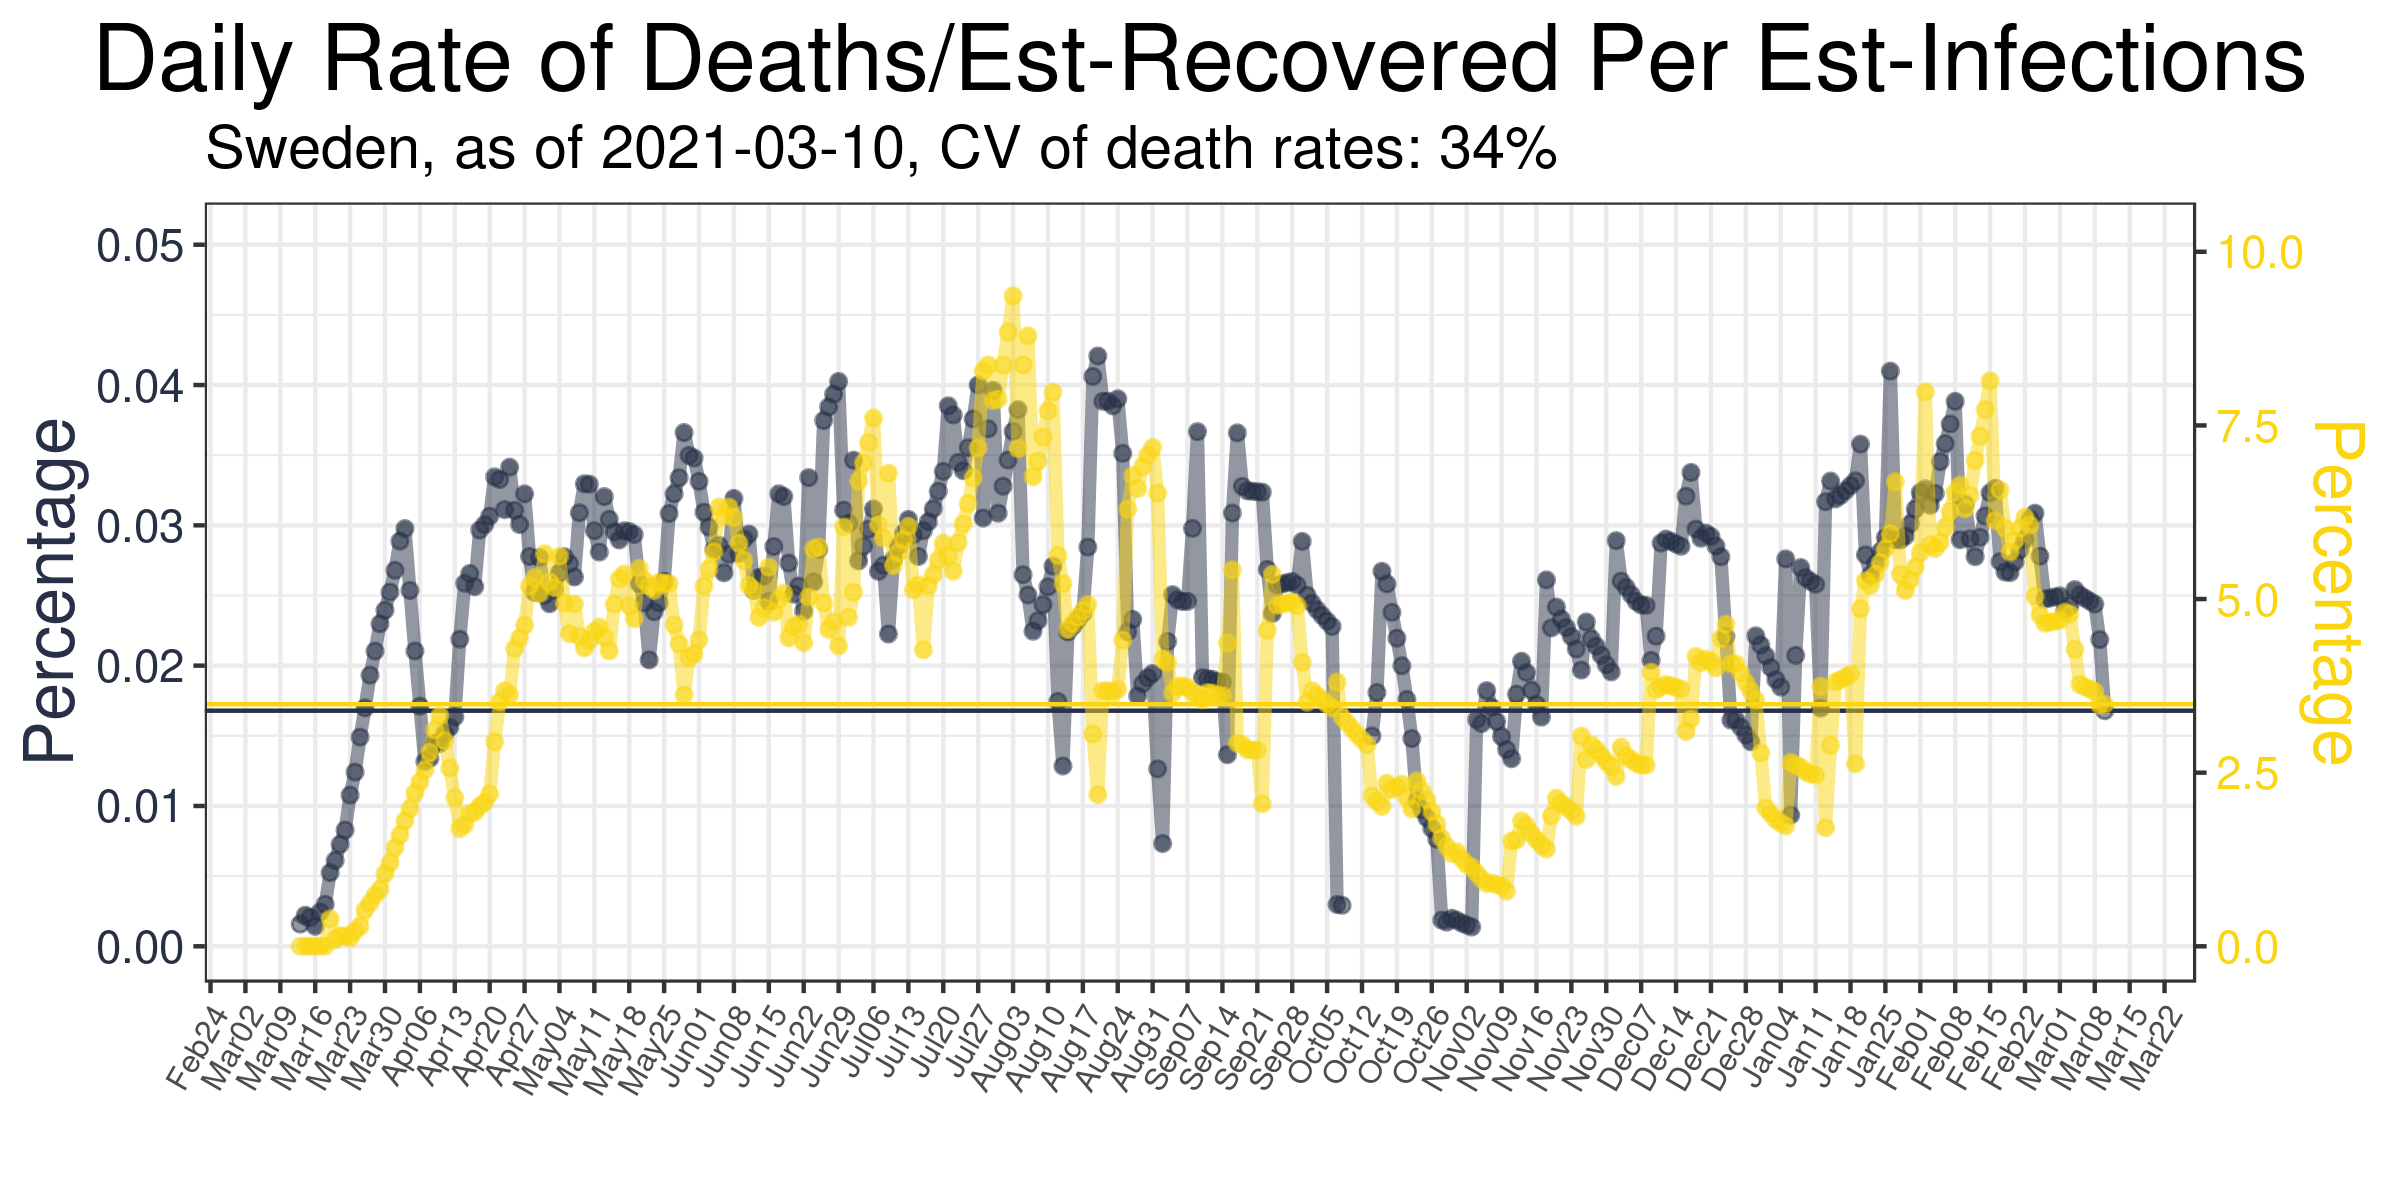 Daily Rate of Deaths/Est-Recovered Per Est-Infections
Sweden, as of 2021-03-10, CV of death rates: 34%
Percentage
0.05
0.04
0.03
0.02
0.01
0.00
10.0
7.5
5.0
2.5
0.0
Percentage
Feb24
Mar02
Mar09
Mar16
Mar23
Mar30
Apr06
Apr13
Apr20
Apr27
May04
May11
May18
May25
Jun01
Jun08
Jun15
Jun22
Jun29
Jul06
Jul13
Jul20
Jul27
Aug03
Aug10
Aug17
Aug24
Aug31
Sep07
Sep14
Sep21
Sep28
Oct05
Oct12
Oct19
Oct26
Nov02
Nov09
Nov16
Nov23
Nov30
Dec07
Dec14
Dec21
Dec28
Jan04
Jan11
Jan18
Jan25
Feb01
Feb08
Feb15
Feb22
Mar01
Mar08
Mar15
Mar22